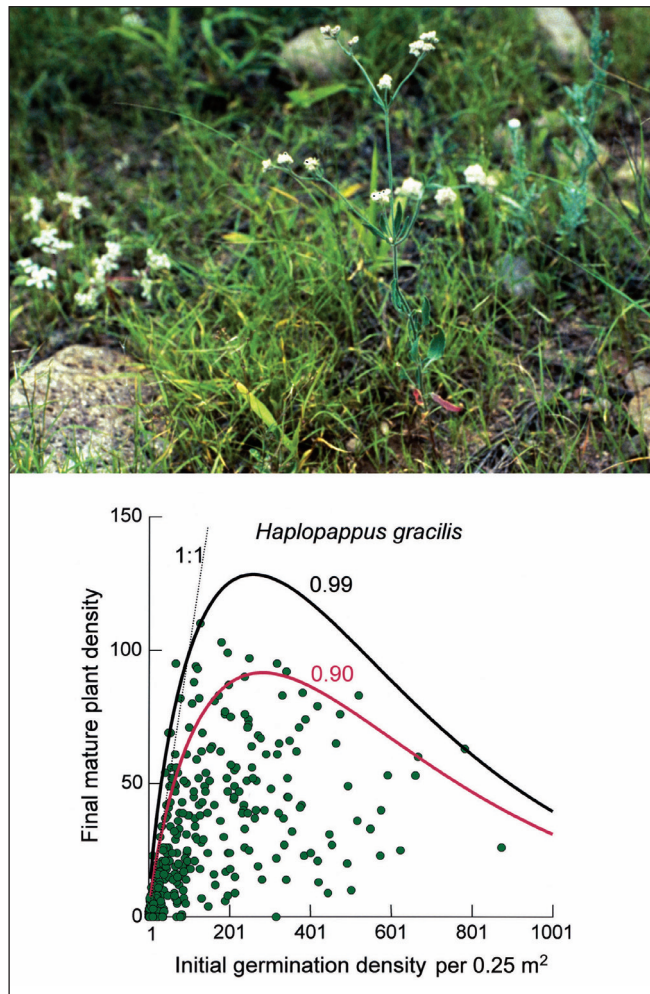 150
Haplopappus gracilis
1:1
0.99
100
0.90
50
0
1 201 401 601 801 1001
Final mature plant density
Initial germination density per 0.25 m²